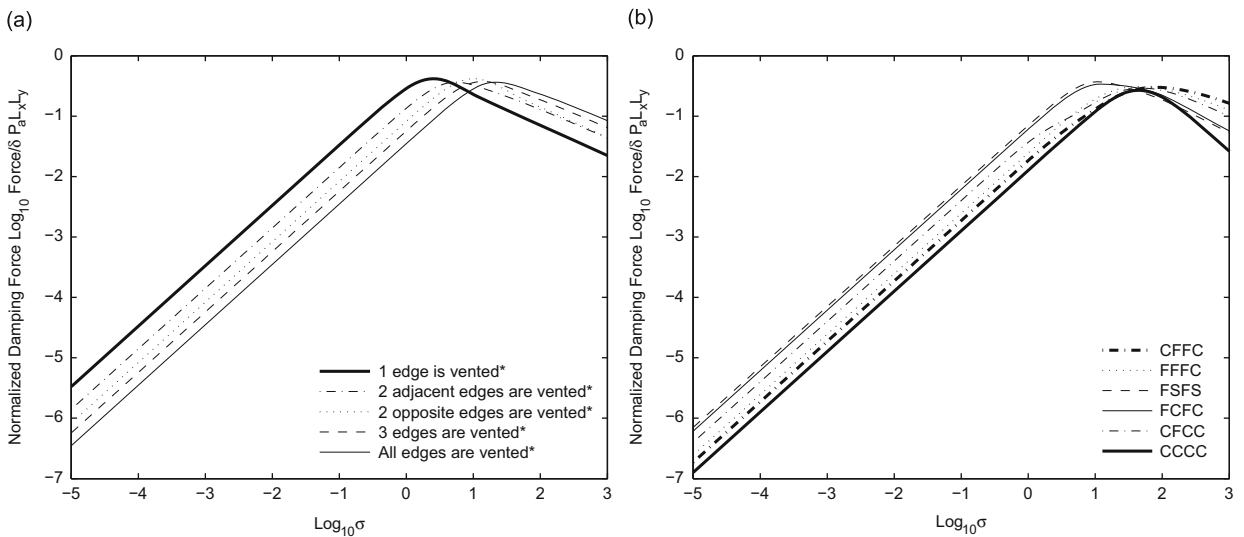 (a)
Normalized Damping Force Log10 Force/δ PaLxLy
0
−1
−2
−3
−4
−5
−6
−7
1 edge is vented*
2 adjacent edges are vented*
2 opposite edges are vented*
3 edges are vented*
All edges are vented*
−5 −4 −3 −2 −1 0 1 2 3
Log10σ
(b)
Normalized Damping Force Log10 Force/δ PaLxLy
0
−1
−2
−3
−4
−5
−6
−7
CFFC
FFFC
FSFS
FCFC
CFCC
CCCC
−5 −4 −3 −2 −1 0 1 2 3
Log10σ